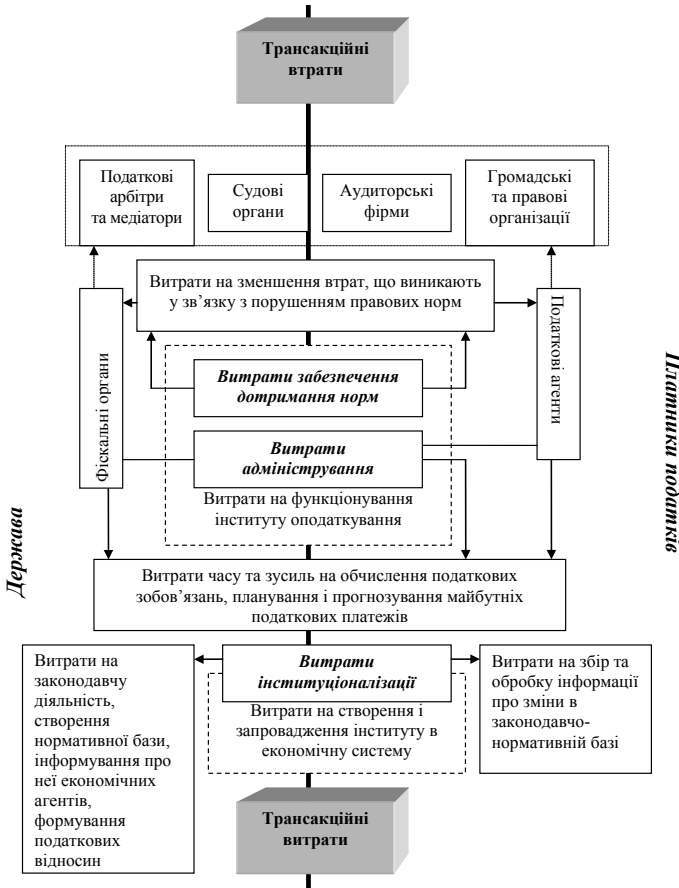 Трансакційні
втрати
Податкові
арбітри
та медіатори
Судові
органи
Аудиторські
фірми
Громадські
та правові
організації
Витрати на зменшення втрат, що виникають
у зв’язку з порушенням правових норм
Фіскальні органи
Податкові агенти
Витрати забезпечення
дотримання норм
Витрати
адміністрування
Витрати на функціонування
інституту оподаткування
Держава
Платники податків
Витрати часу та зусиль на обчислення податкових
зобов’язань, планування і прогнозування майбутніх
податкових платежів
Витрати на
законодавчу
діяльність,
створення
нормативної бази,
інформування про
неї економічних
агентів,
формування
податкових
відносин
Витрати
інституціоналізації
Витрати на створення і
запровадження інституту в
економічну систему
Витрати на збір та
обробку інформації
про зміни в
законодавчо-
нормативній базі
Трансакційні
витрати